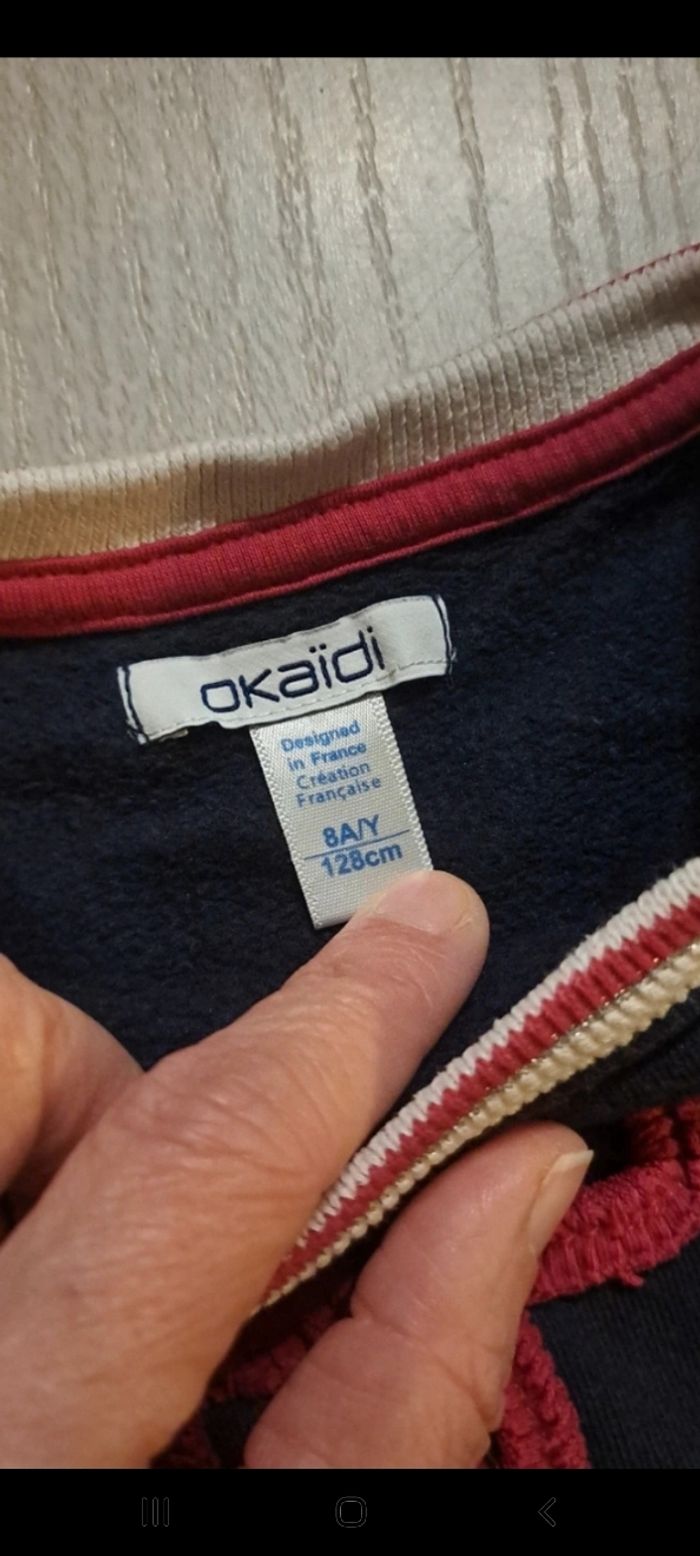 okaïdi
Designed
in France
Création
Française
8A/Y
128cm